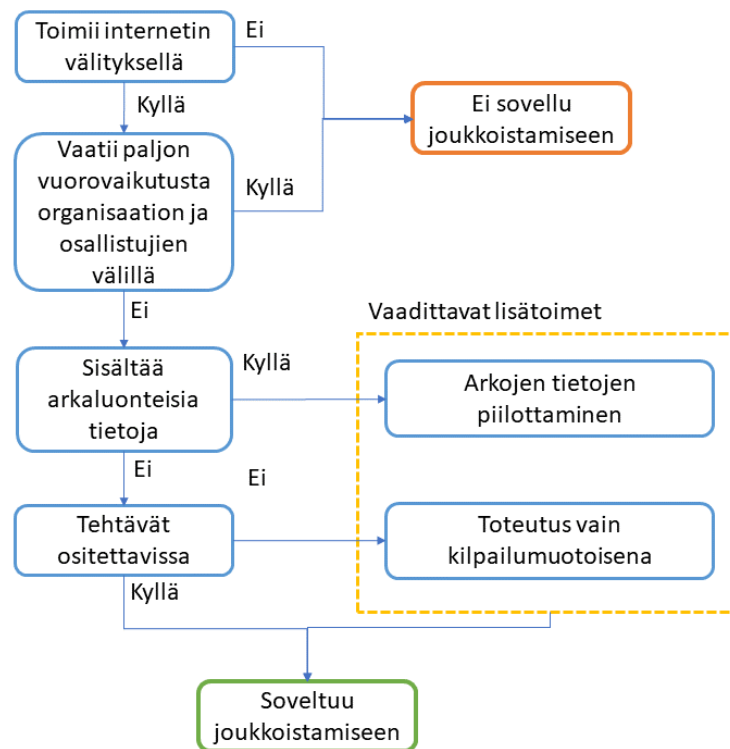 Toimii internetin
välityksellä
Ei
Kyllä
Ei sovellu
joukkoistamiseen
Vaatii paljon
vuorovaikutusta
organisaation ja
osallistujien
välillä
Kyllä
Ei
Vaadittavat lisätoimet
Sisältää
arkaluonteisia
tietoja
Kyllä
Arkojen tietojen
piilottaminen
Ei
Ei
Tehtävät
ositettavissa
Toteutus vain
kilpailumuotoisena
Kyllä
Soveltuu
joukkoistamiseen